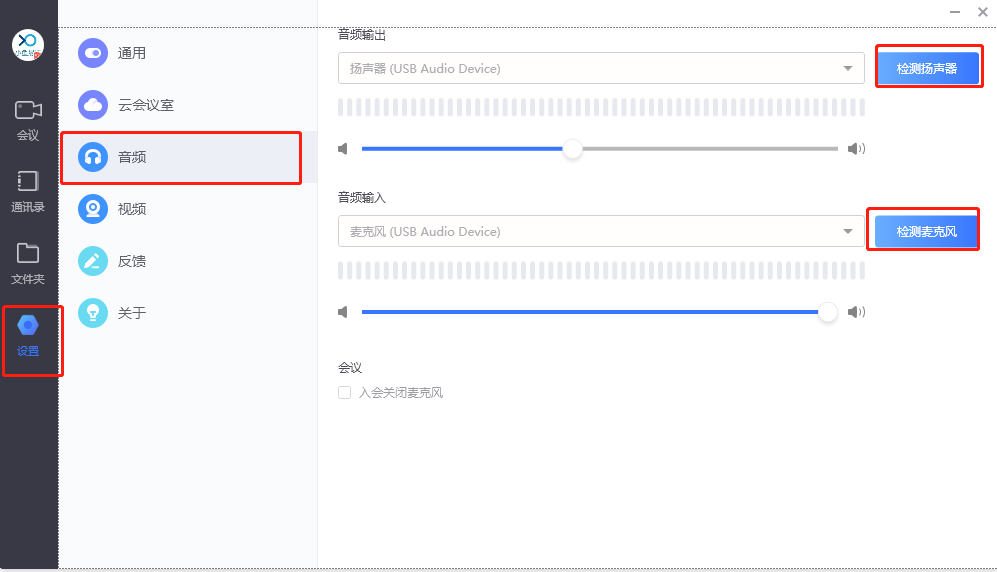 会议
通讯录
文件夹
设置
通用
云会议室
音频
视频
反馈
关于
音频输出
扬声器 (USB Audio Device)
检测扬声器
音频输入
麦克风 (USB Audio Device)
检测麦克风
会议
入会关闭麦克风